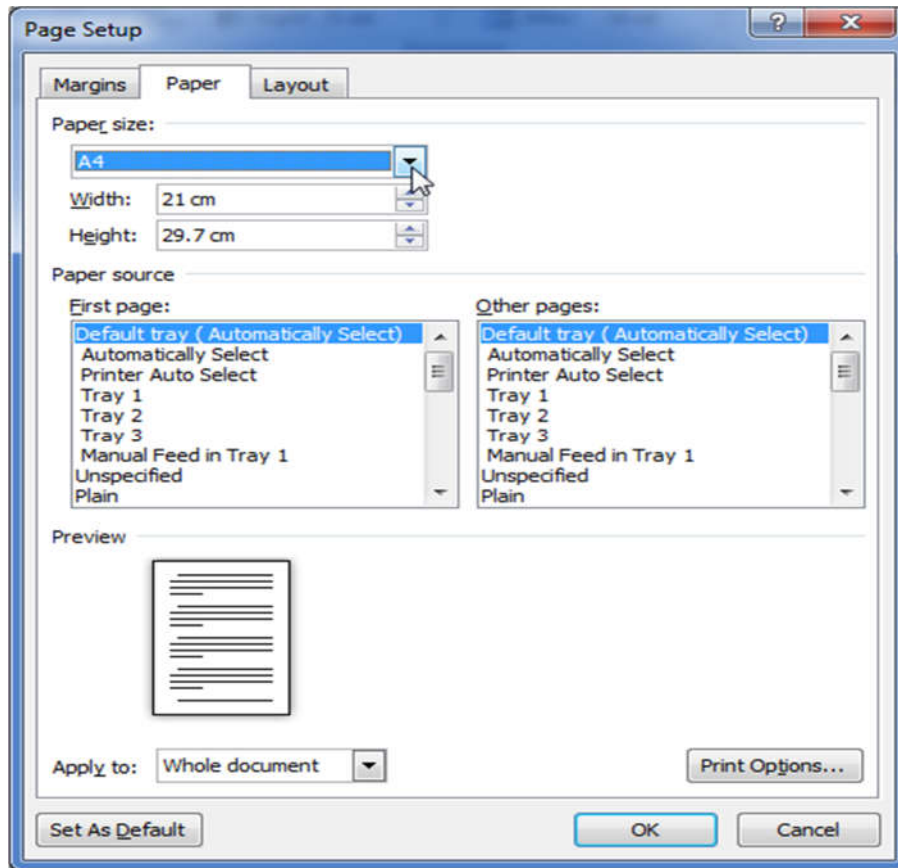 Page Setup
Margins Paper Layout
Paper size:
A4
Width: 21 cm
Height: 29.7 cm
Paper source
First page: Other pages:
Default tray ( Automatically Select) Default tray ( Automatically Select)
Automatically Select Automatically Select
Printer Auto Select Printer Auto Select
Tray 1 Tray 1
Tray 2 Tray 2
Tray 3 Tray 3
Manual Feed in Tray 1 Manual Feed in Tray 1
Unspecified Unspecified
Plain Plain
Preview
Apply to: Whole document Print Options...
Set As Default OK Cancel